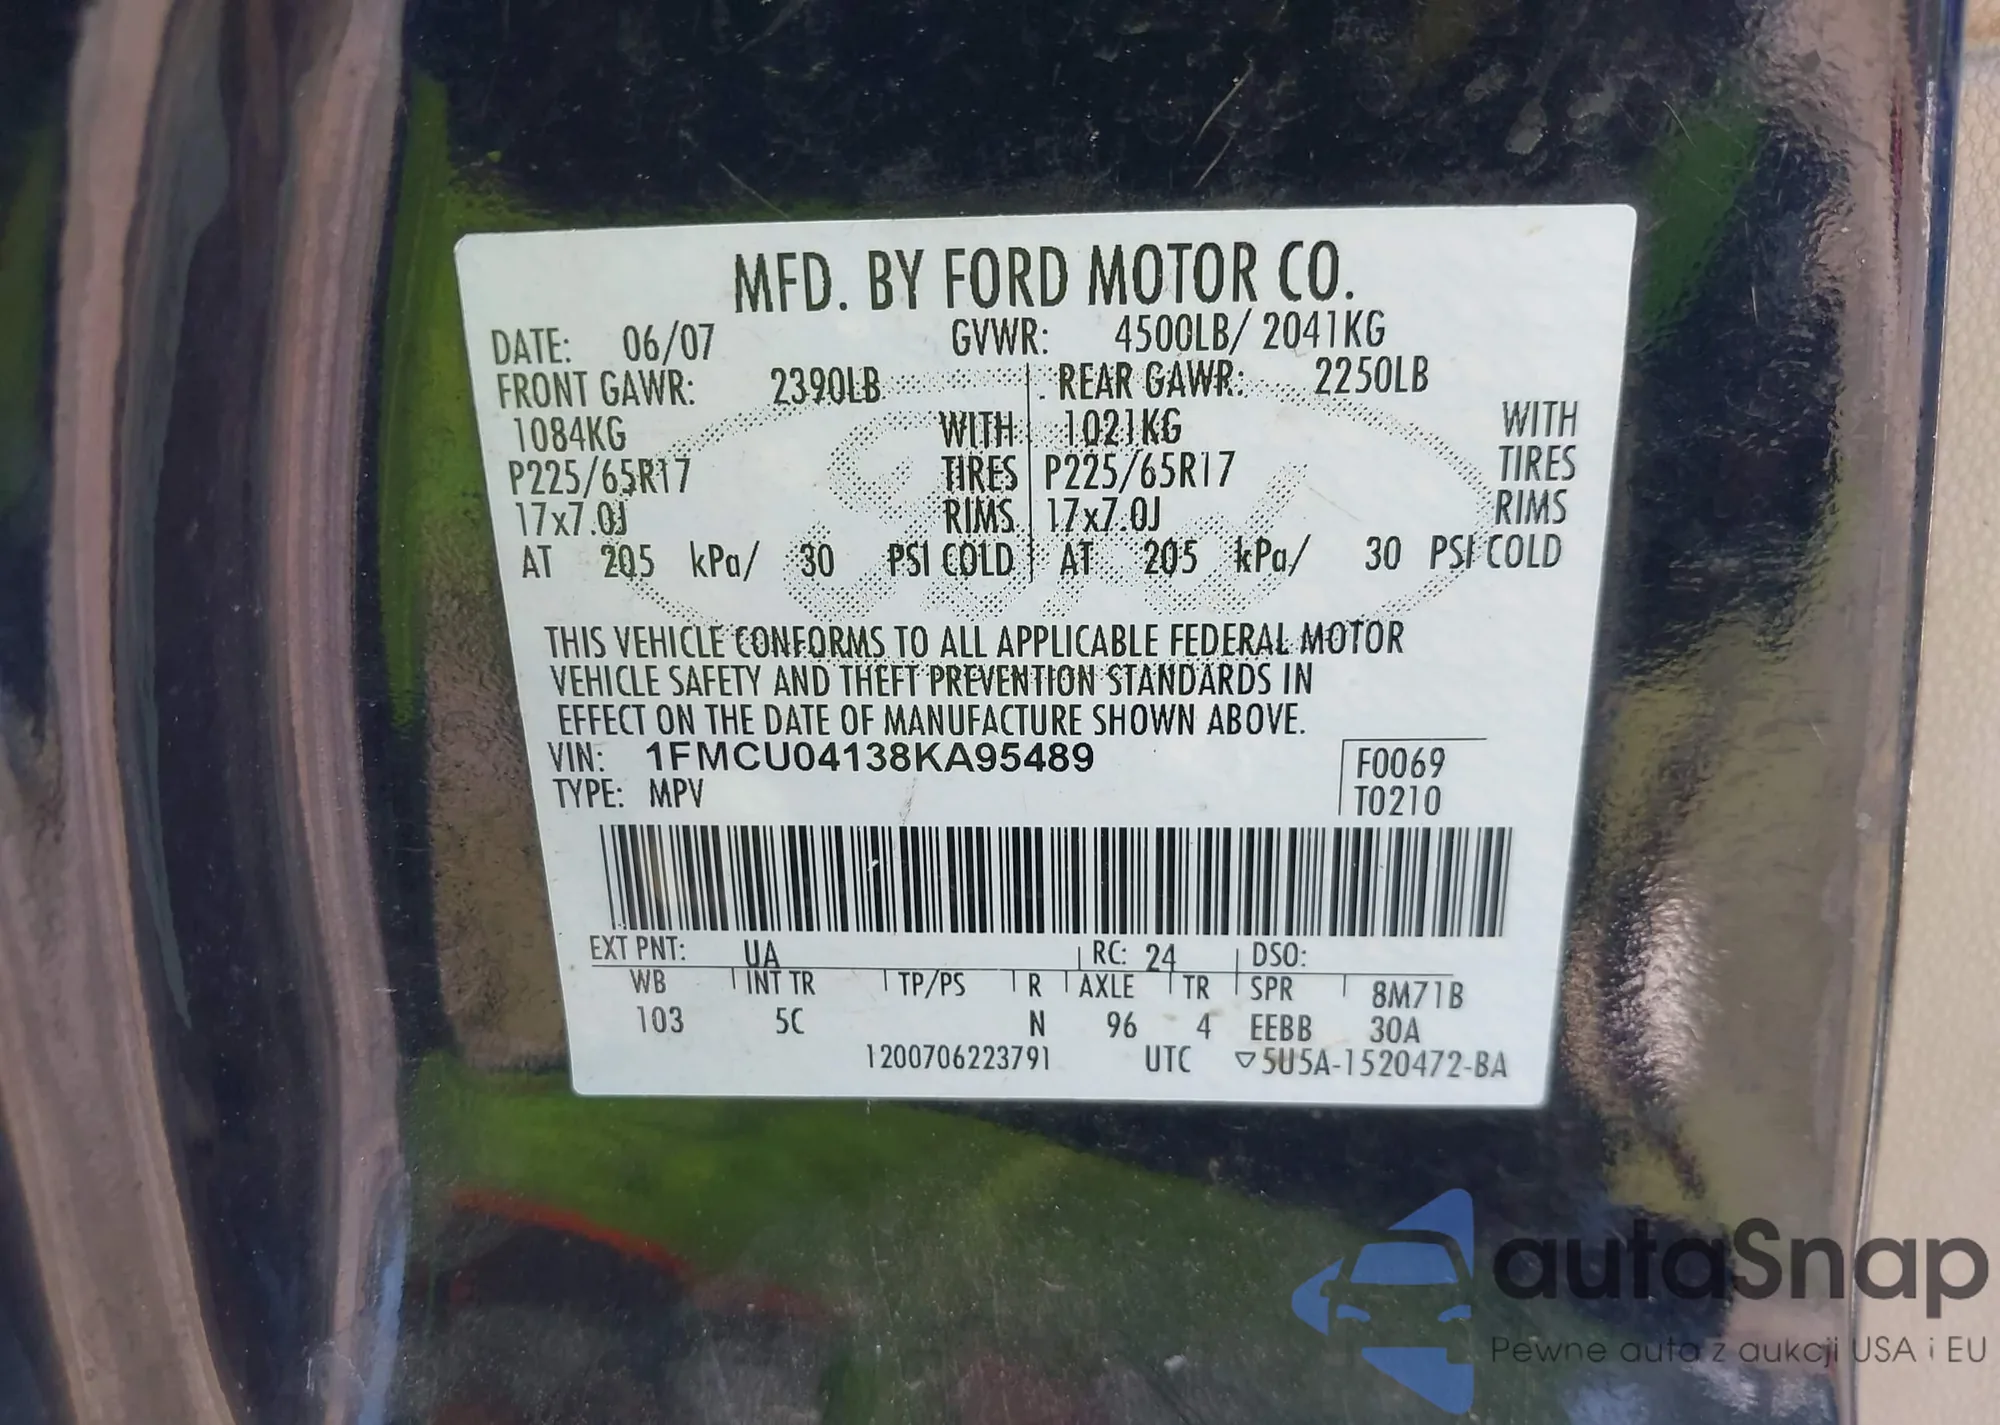 MFD. BY FORD MOTOR CO.
DATE: 06/07 GVWR: 4500LB/ 2041KG
FRONT GAWR: 2390LB REAR GAWR: 2250LB
1084KG WITH 1021KG WITH
P225/65R17 TIRES P225/65R17 TIRES
17x7.0J RIMS 17x7.0J RIMS
AT 205 kPa/ 30 PSI COLD AT 205 kPa/ 30 PSI COLD
Ford
THIS VEHICLE CONFORMS TO ALL APPLICABLE FEDERAL MOTOR
VEHICLE SAFETY AND THEFT PREVENTION STANDARDS IN
EFFECT ON THE DATE OF MANUFACTURE SHOWN ABOVE.
VIN: 1FMCU04138KA95489 F0069
TYPE: MPV T0210
EXT PNT: UA RC: 24 DSO:
WB INT TR TP/PS R AXLE TR SPR 8M71B
103 5C N 96 4 EEBB 30A
1200706223791 UTC ▽5U5A-1520472-BA
autaSnap
Pewne auta z aukcji USA i EU